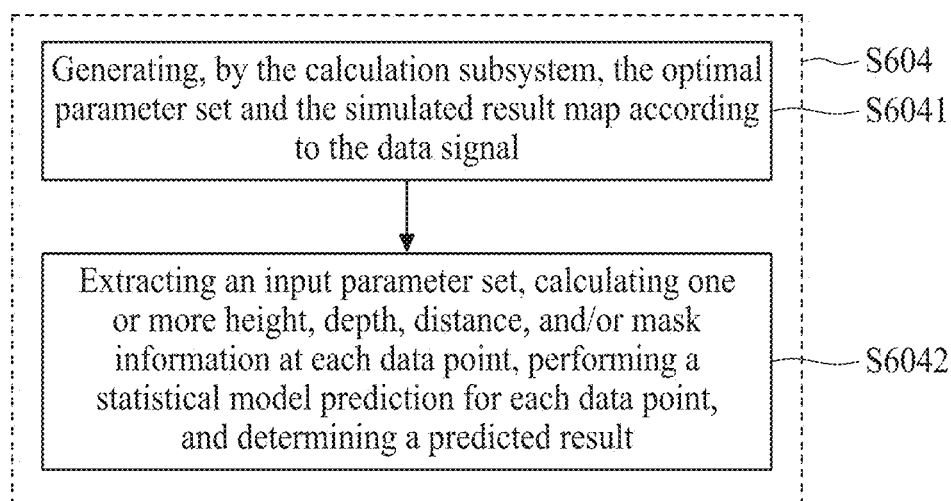 Generating, by the calculation subsystem, the optimal
parameter set and the simulated result map according
to the data signal
S604
S6041
Extracting an input parameter set, calculating one
or more height, depth, distance, and/or mask
information at each data point, performing a
statistical model prediction for each data point,
and determining a predicted result
S6042